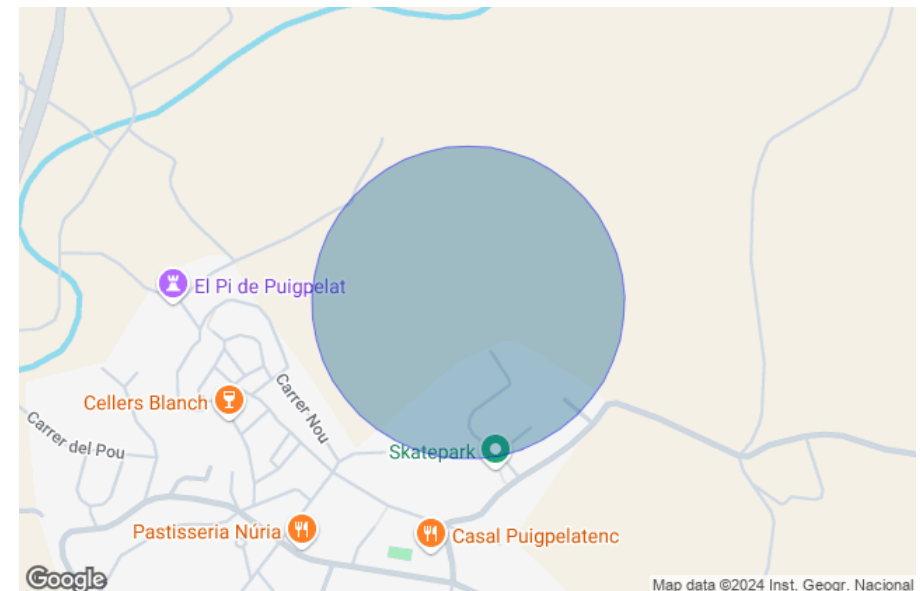 El Pi de Puigpelat
Cellers Blanch
Carrer Nou
Carrer del Pou
Skatepark
Pastisseria Núria
Casal Puigpelatenc
Google
Map data ©2024 Inst. Geogr. Nacional